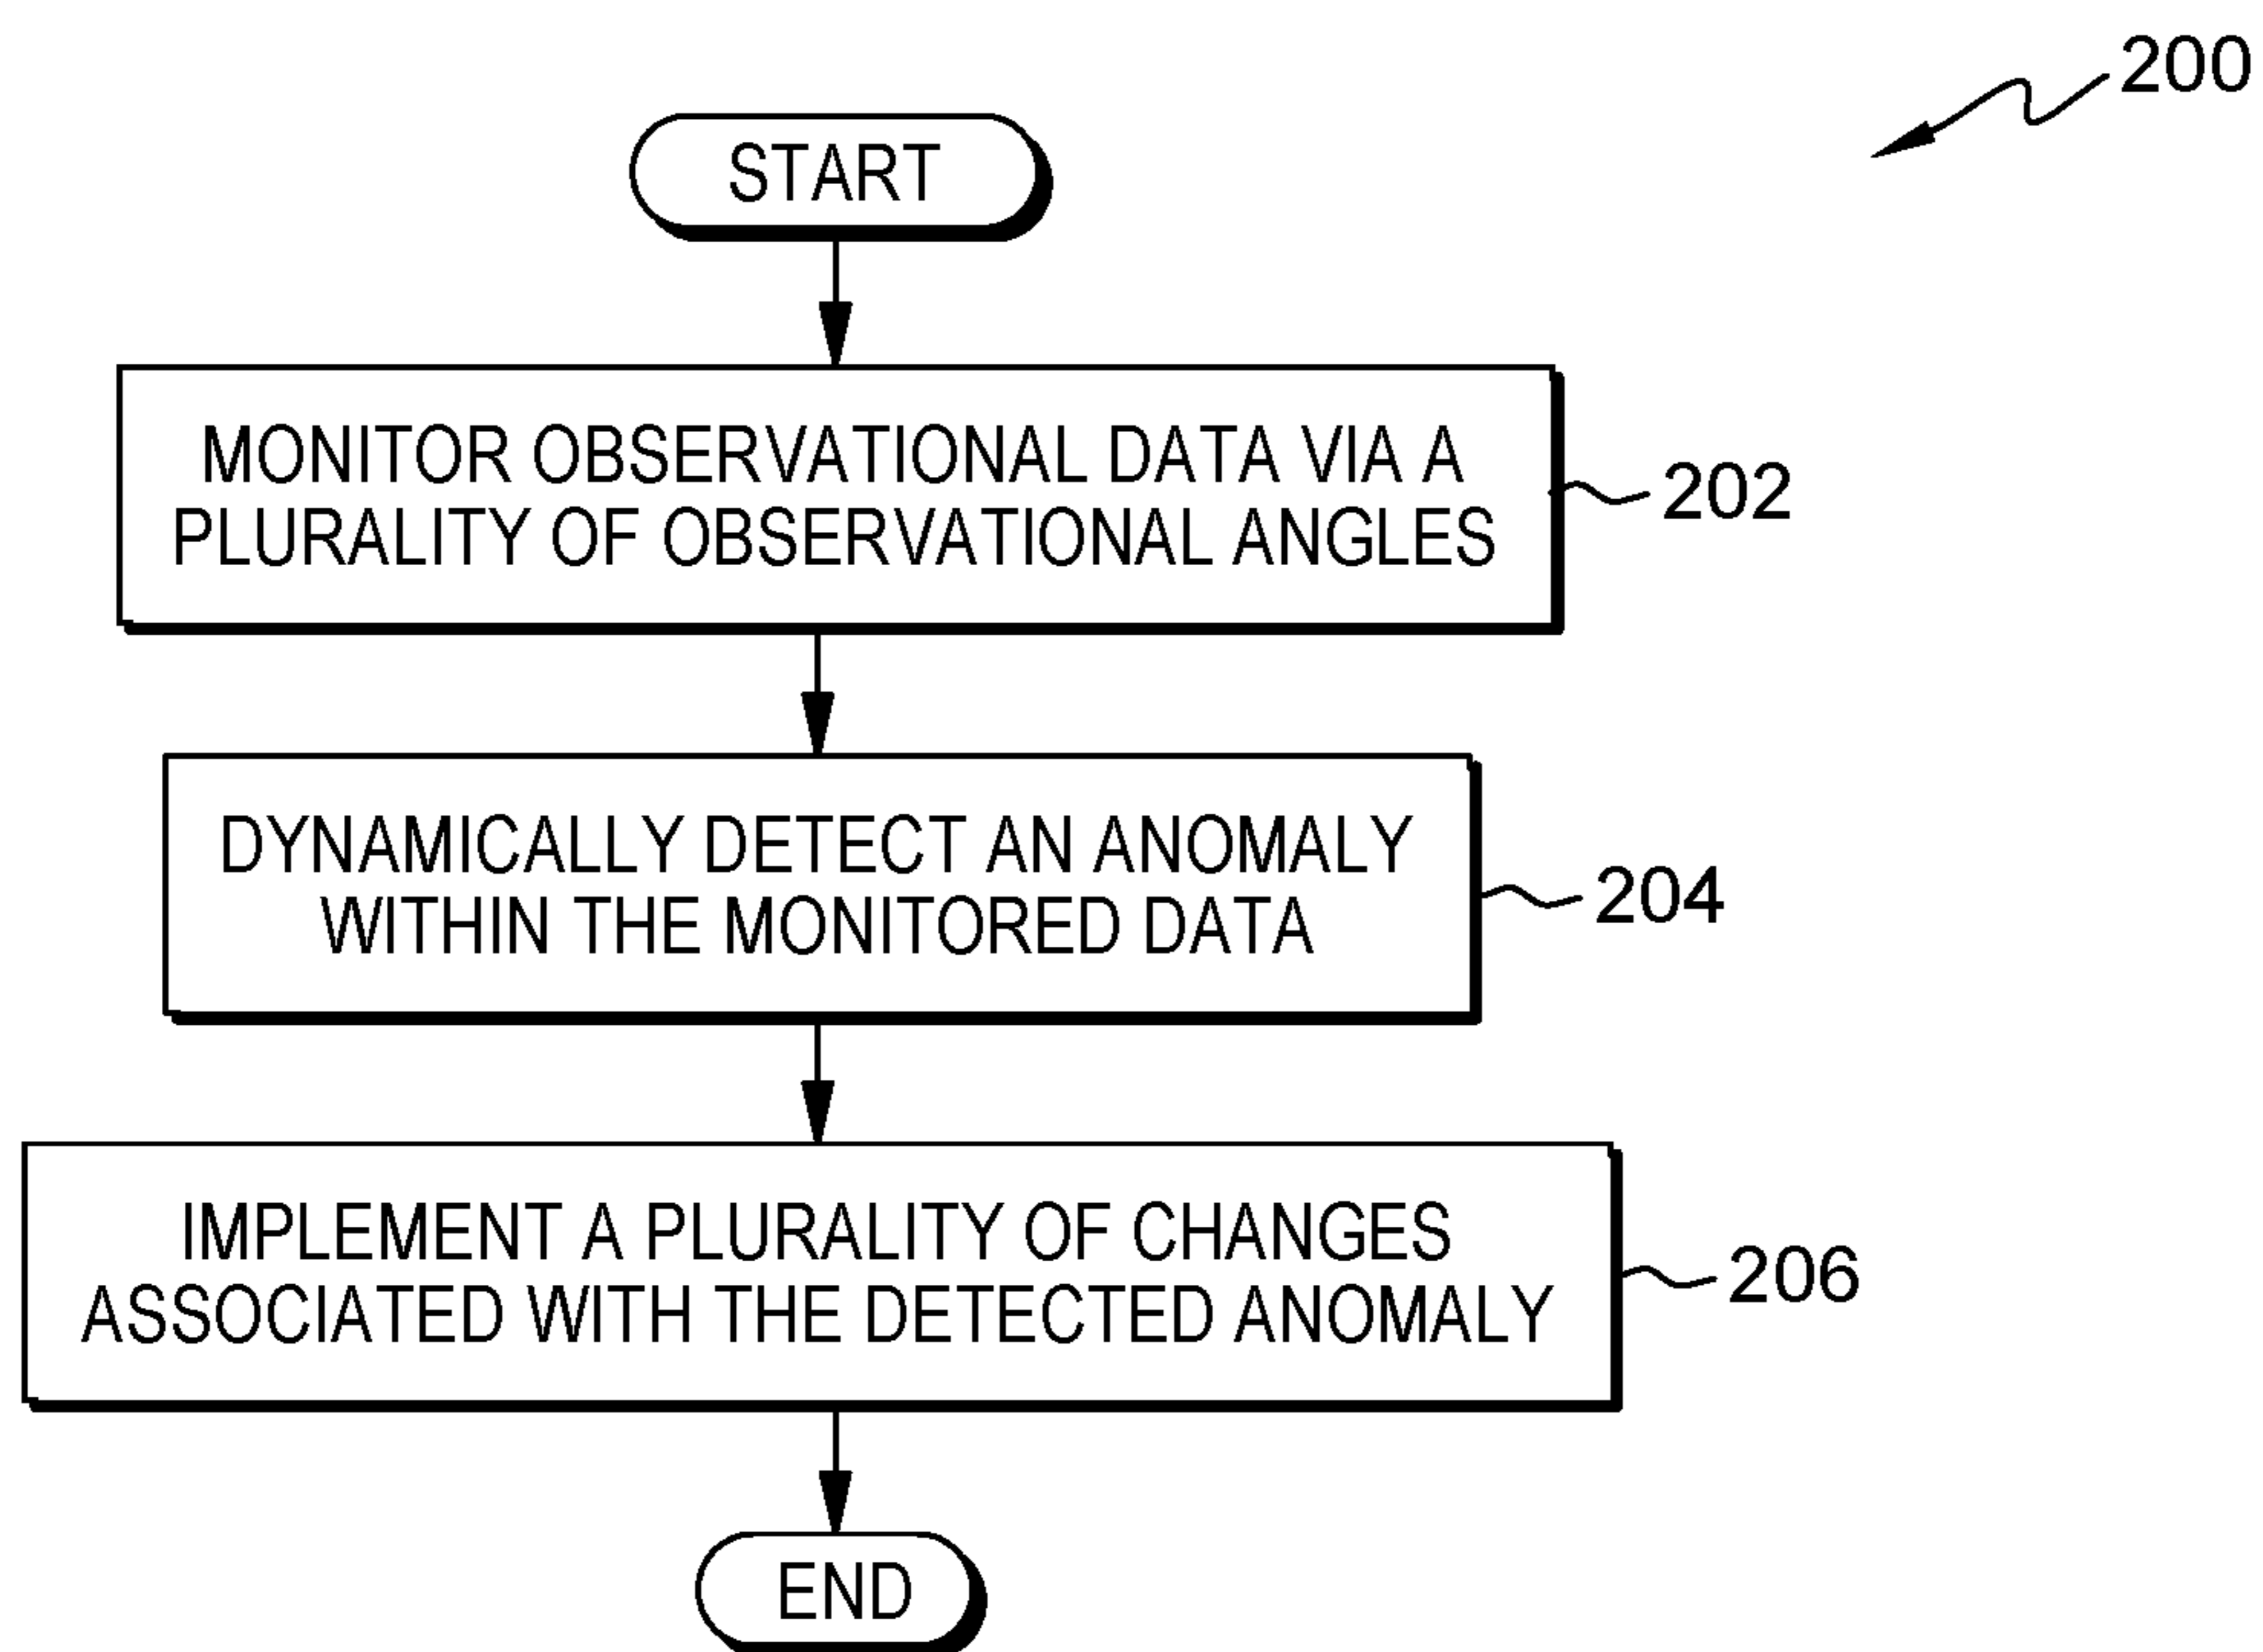 200
START
MONITOR OBSERVATIONAL DATA VIA A
PLURALITY OF OBSERVATIONAL ANGLES
202
DYNAMICALLY DETECT AN ANOMALY
WITHIN THE MONITORED DATA
204
IMPLEMENT A PLURALITY OF CHANGES
ASSOCIATED WITH THE DETECTED ANOMALY
206
END